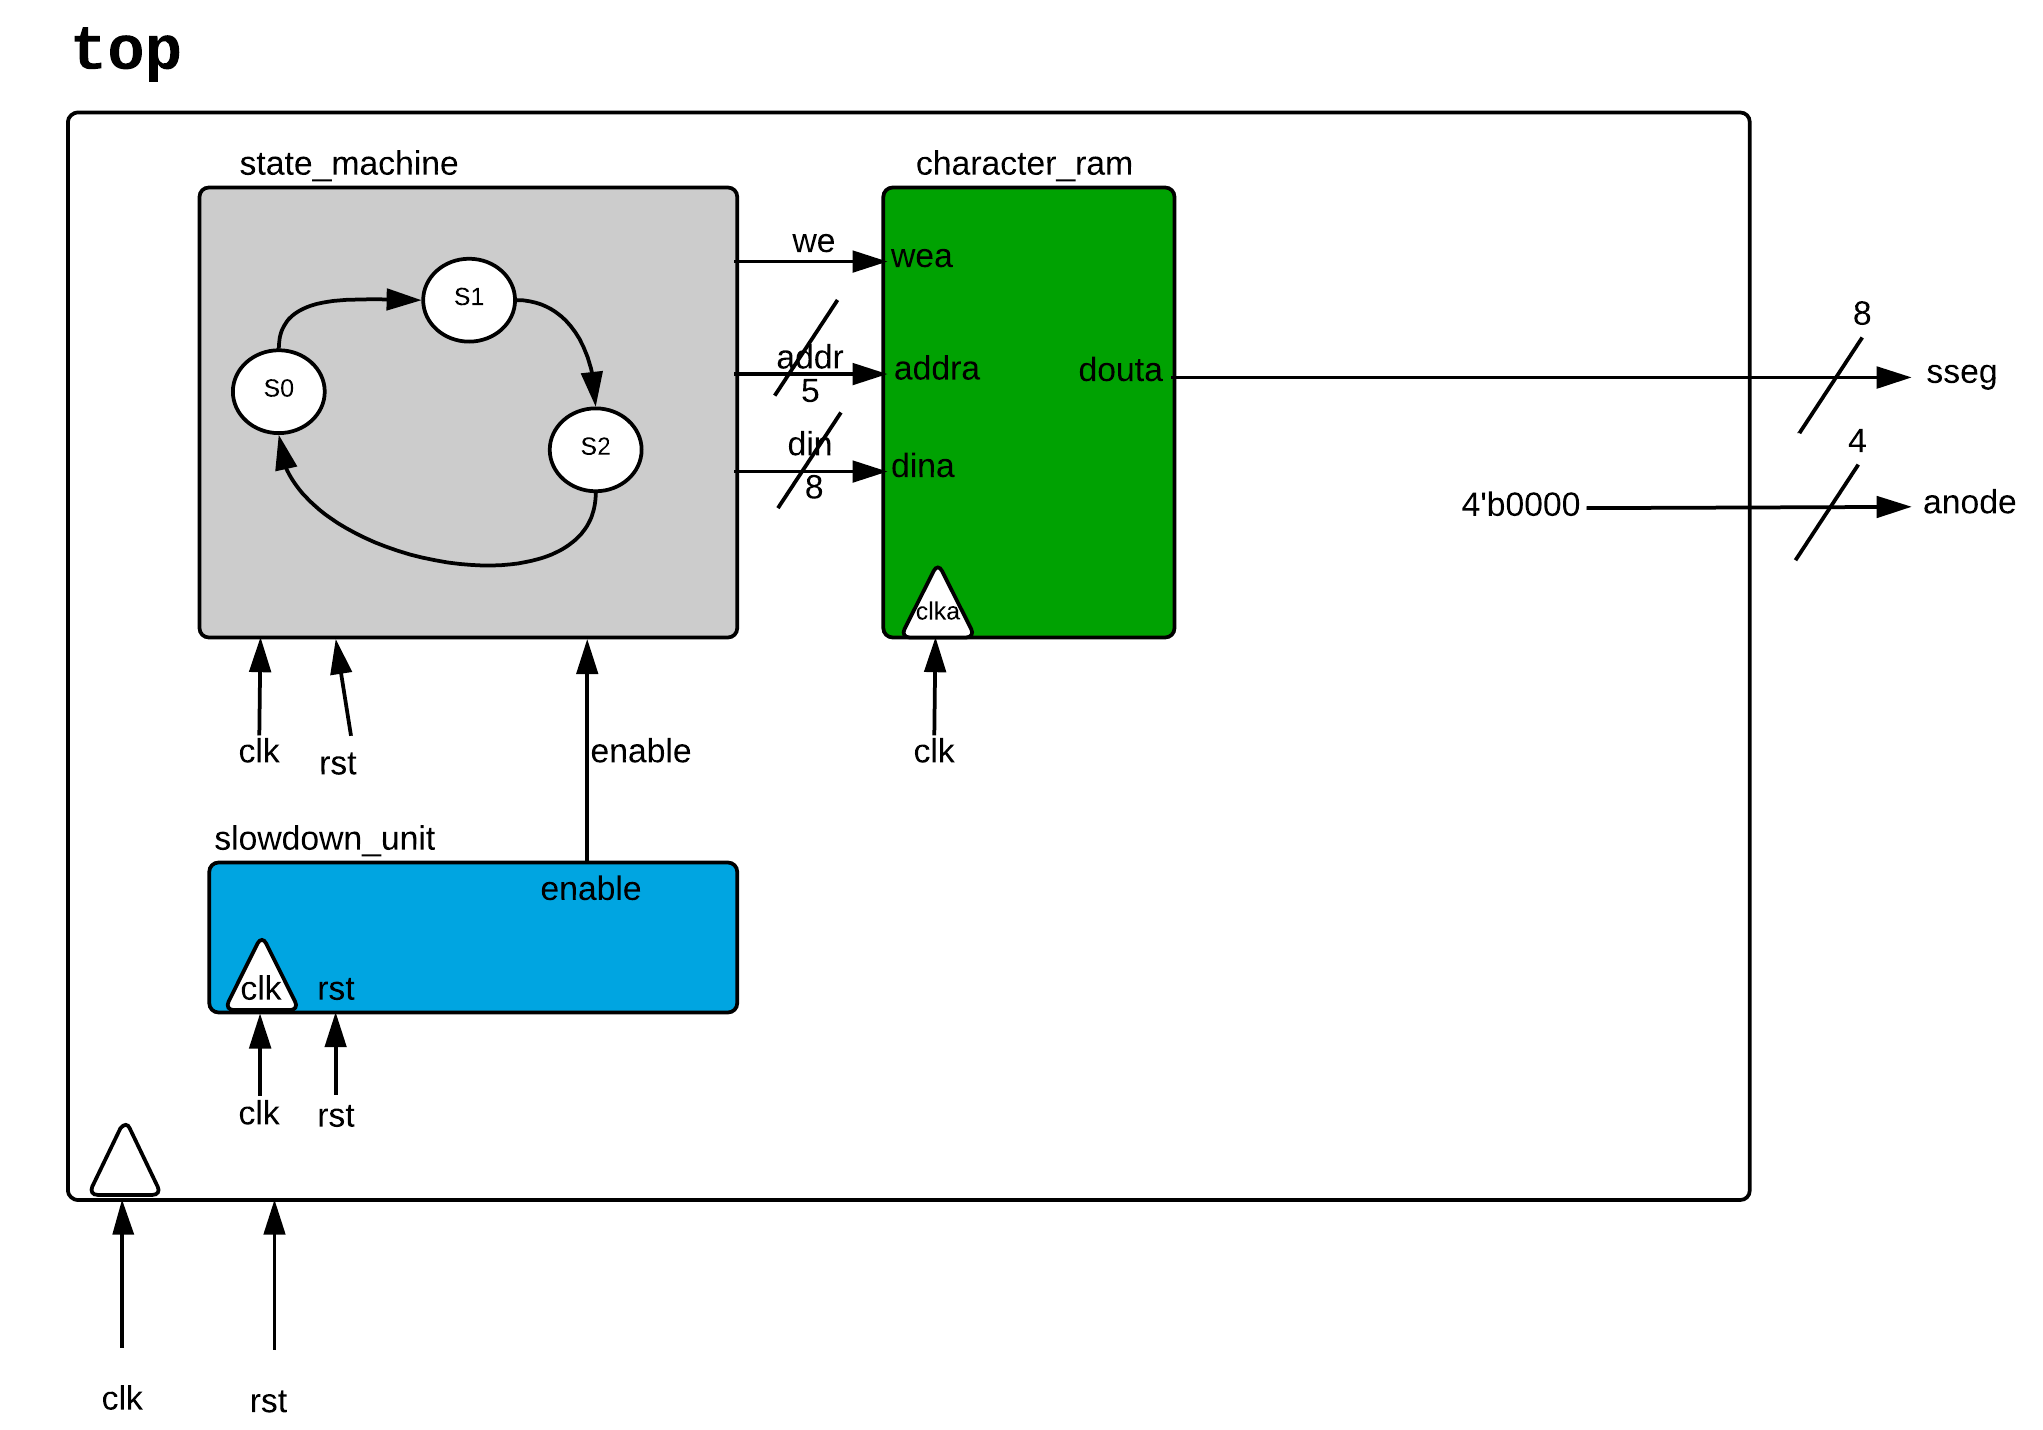 top
state_machine
character_ram
we
wea
S1
8
addr
addra
douta
sseg
S0
5
4
din
S2
dina
8
4'b0000
anode
clka
clk
rst
enable
clk
slowdown_unit
enable
clk
rst
clk
rst
clk
rst